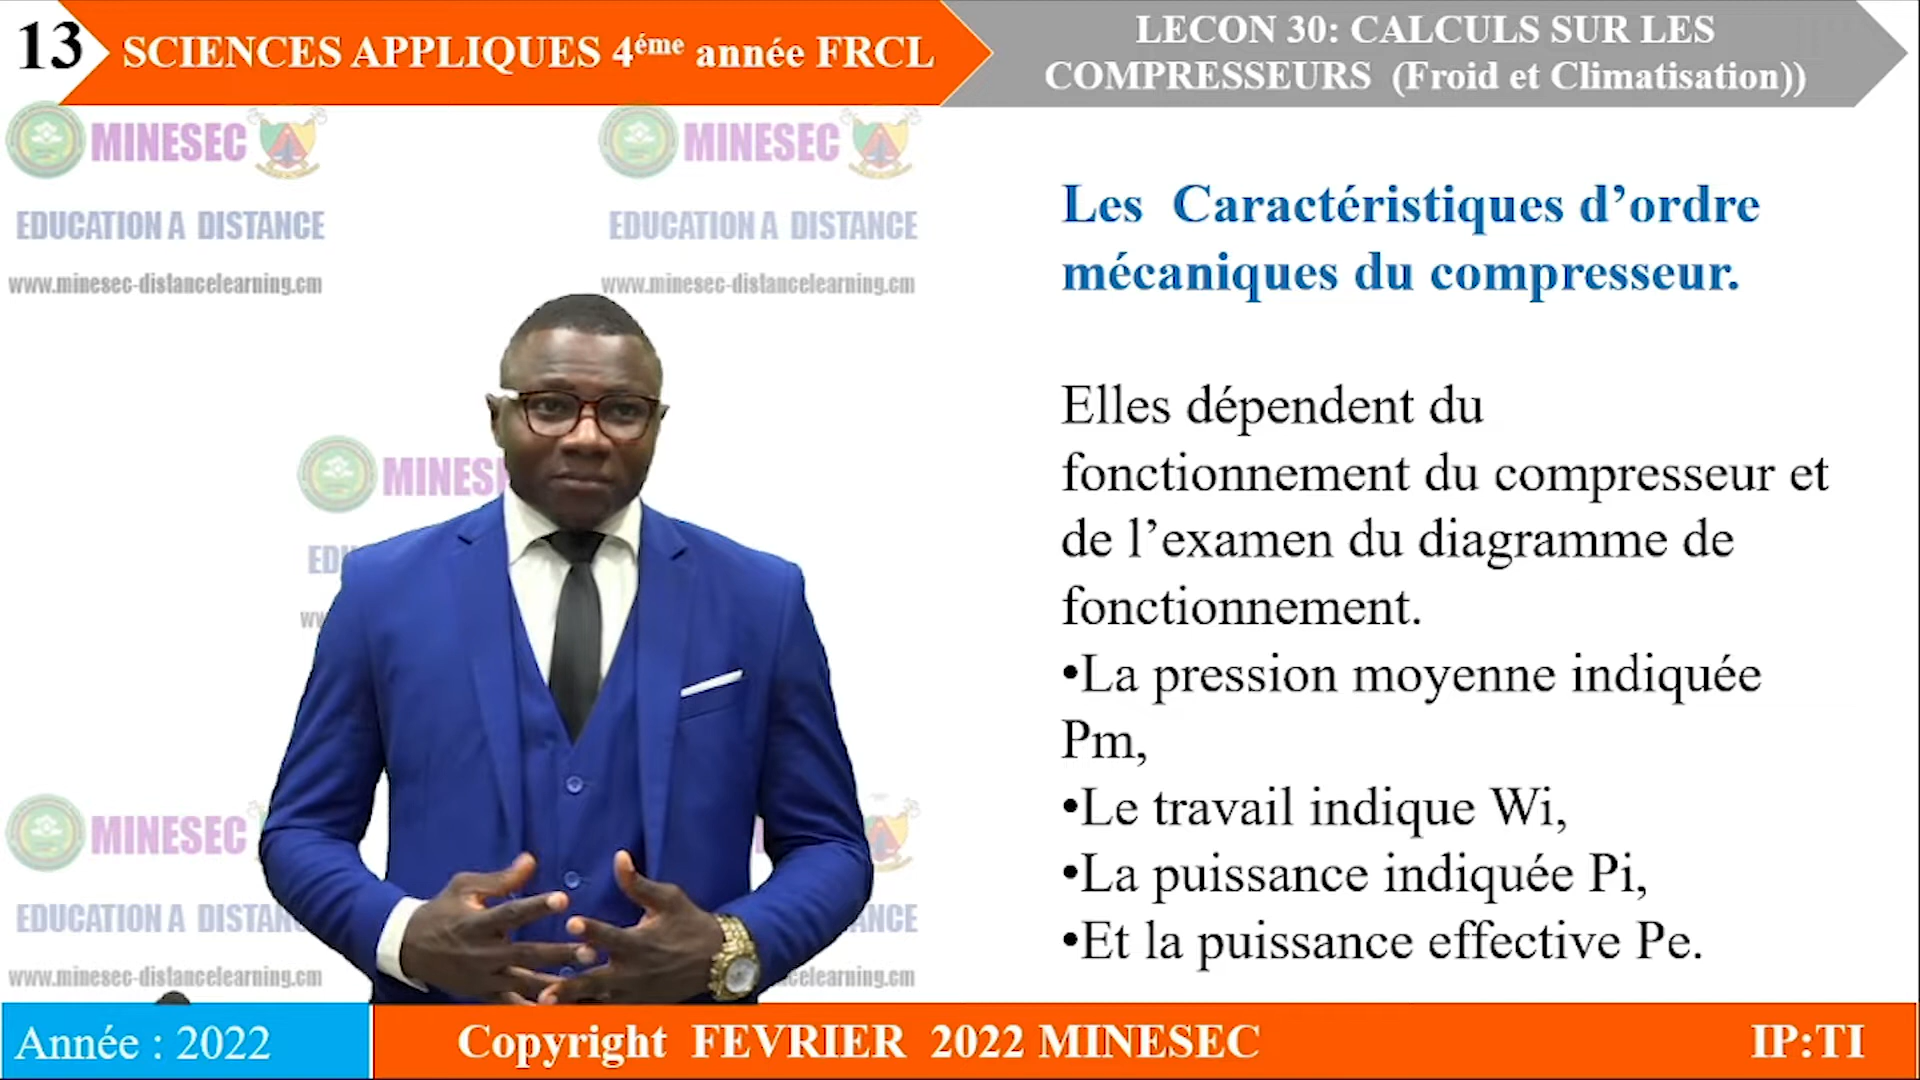 13
SCIENCES APPLIQUES 4éme année FRCL
LECON 30: CALCULS SUR LES
COMPRESSEURS (Froid et Climatisation))
MINESEC
EDUCATION A DISTANCE
www.minesec-distancelearning.cm
MINESEC
EDUCATION A DISTANCE
www.minesec-distancelearning.cm
Les Caractéristiques d’ordre
mécaniques du compresseur.
Elles dépendent du
fonctionnement du compresseur et
de l’examen du diagramme de
fonctionnement.
•La pression moyenne indiquée
Pm,
•Le travail indique Wi,
•La puissance indiquée Pi,
•Et la puissance effective Pe.
MINESEC
EDUCATION A DISTAN
www.minesec-distancelearning.cm
Année : 2022
Copyright FEVRIER 2022 MINESEC
IP:TI